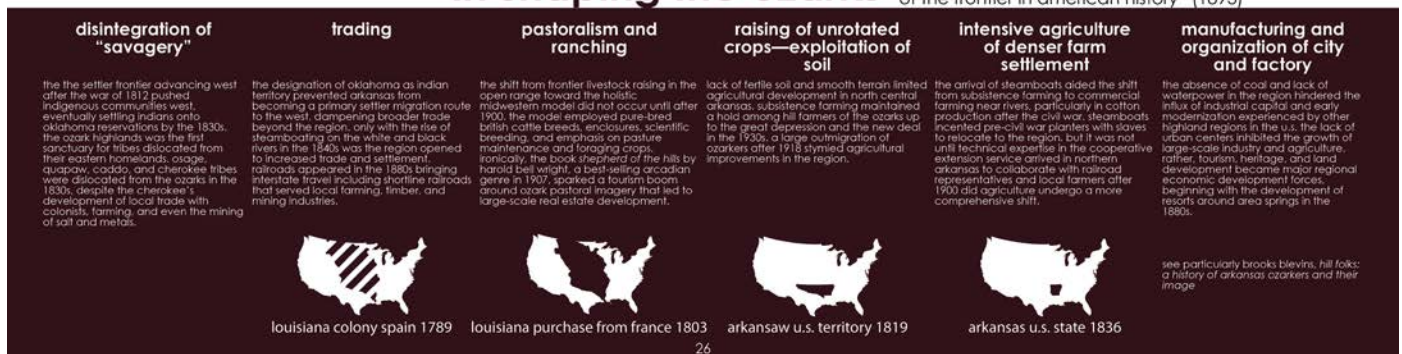 of the frontier in american history" (1893)
disintegration of
"savagery"
the the settler frontier advancing west
after the war of 1812 pushed
indigenous communities west,
eventually settling indians onto
oklahoma reservations by the 1830s.
the ozark highlands was the first
sanctuary for tribes dislocated from
their eastern homelands. osage,
quapaw, caddo, and cherokee tribes
were dislocated from the ozarks in the
1830s, despite the cherokee's
development of local trade with
colonists, farming, and even the mining
of salt and metals.
trading
the designation of oklahoma as indian
territory prevented arkansas from
becoming a primary settler migration route
to the west, dampening broader trade
beyond the region. only with the rise of
steamboating on the white and black
rivers in the 1840s was the region opened
to increased trade and settlement.
railroads appeared in the 1880s bringing
interstate travel including shortline railroads
that served local farming, timber, and
mining industries.
pastoralism and
ranching
the shift from frontier livestock raising in the
open range toward the holistic
midwestern model did not occur until after
1900. the model employed pure-bred
british cattle breeds, enclosures, scientific
breeding, and emphasis on pasture
maintenance and foraging crops.
ironically, the book shepherd of the hills by
harold bell wright, a best-selling arcadian
genre in 1907, sparked a tourism boom
around ozark pastoral imagery that led to
large-scale real estate development.
raising of unrotated
crops—exploitation of
soil
lack of fertile soil and smooth terrain limited
agricultural development in north central
arkansas. subsistence farming maintained
a hold among hill farmers of the ozarks up
to the great depression and the new deal
in the 1930s. a large outmigration of
ozarkers after 1918 stymied agricultural
improvements in the region.
intensive agriculture
of denser farm
settlement
the arrival of steamboats aided the shift
from subsistence farming to commercial
farming near rivers, particularly in cotton
production after the civil war. steamboats
incented pre-civil war planters with slaves
to relocate to the region, but it was not
until technical expertise in the cooperative
extension service arrived in northern
arkansas to collaborate with railroad
representatives and local farmers after
1900 did agriculture undergo a more
comprehensive shift.
manufacturing and
organization of city
and factory
the absence of coal and lack of
waterpower in the region hindered the
influx of industrial capital and early
modernization experienced by other
highland regions in the u.s. the lack of
urban centers inhibited the growth of
large-scale industry and agriculture.
rather, tourism, heritage, and land
development became major regional
economic development forces,
beginning with the development of
resorts around area springs in the
1880s.
see particularly brooks blevins, hill folks:
a history of arkansas ozarkers and their
image
louisiana colony spain 1789
louisiana purchase from france 1803
arkansaw u.s. territory 1819
arkansas u.s. state 1836
26